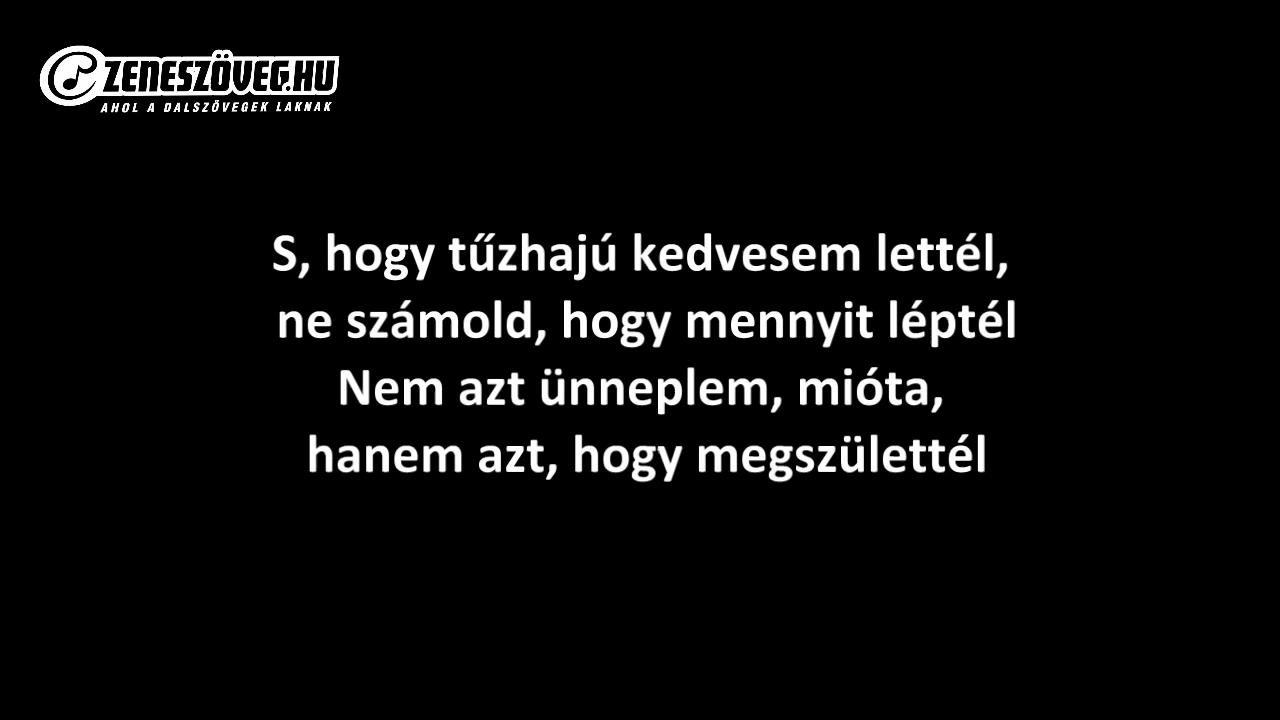 ZENESZÖVEG.HU
AHOL A DALSZÖVEGEK LAKNAK
S, hogy tűzhajú kedvesem lettél,
ne számold, hogy mennyit léptél
Nem azt ünneplem, mióta,
hanem azt, hogy megszülettél